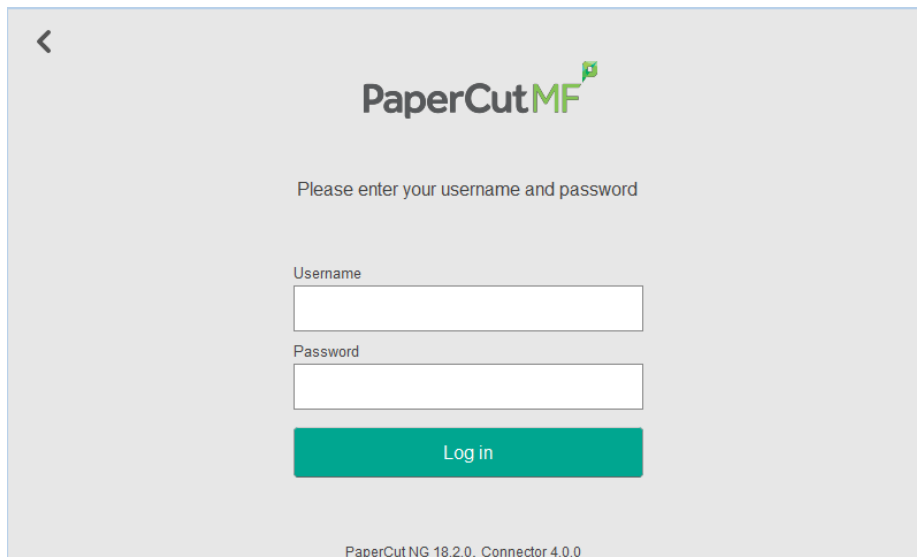 PaperCutMF
Please enter your username and password
Username
Password
Log in
PaperCut NG 18.2.0, Connector 4.0.0